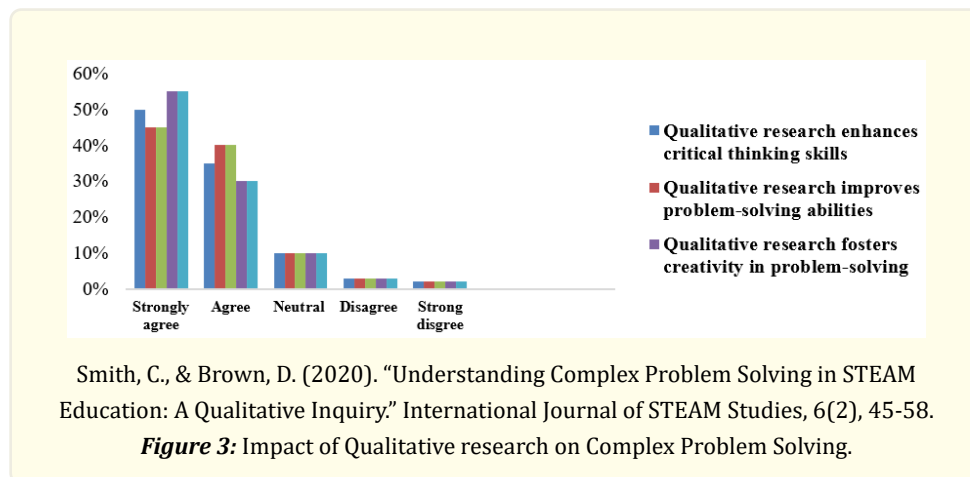 60%
50%
40%
30%
20%
10%
0%
Strongly
agree
Agree
Neutral
Disagree
Strong
disgree
Qualitative research enhances
critical thinking skills
Qualitative research improves
problem-solving abilities
Qualitative research fosters
creativity in problem-solving
Smith, C., & Brown, D. (2020). “Understanding Complex Problem Solving in STEAM
Education: A Qualitative Inquiry.” International Journal of STEAM Studies, 6(2), 45-58.
Figure 3: Impact of Qualitative research on Complex Problem Solving.